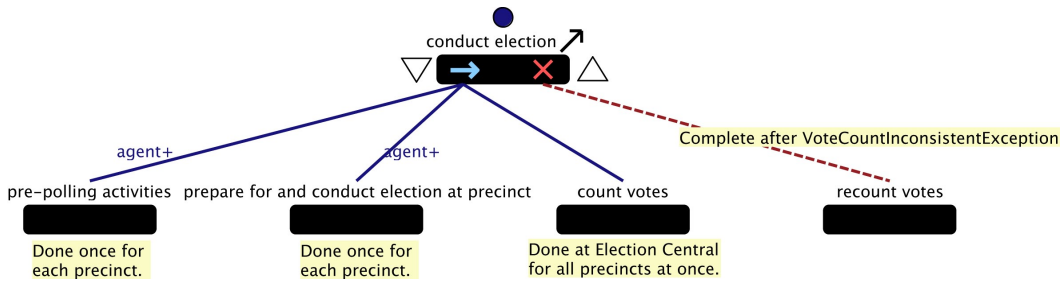 conduct election
Complete after VoteCountInconsistentException
agent+
agent+
pre-polling activities
prepare for and conduct election at precinct
count votes
recount votes
Done once for
each precinct.
Done once for
each precinct.
Done at Election Central
for all precincts at once.